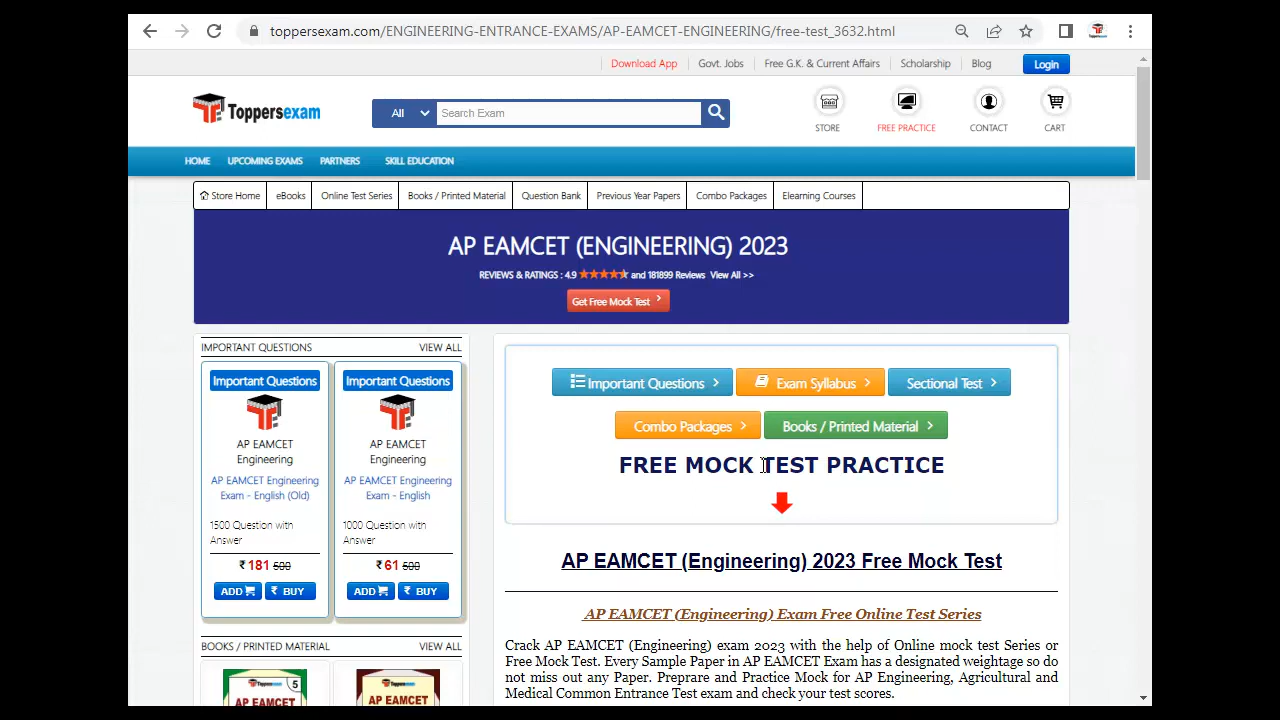 toppersexam.com/ENGINEERING-ENTRANCE-EXAMS/AP-EAMCET-ENGINEERING/free-test_3632.html
Download App Govt. Jobs Free G.K. & Current Affairs Scholarship Blog Login
Toppersexam All Search Exam
STORE FREE PRACTICE CONTACT CART
HOME UPCOMING EXAMS PARTNERS SKILL EDUCATION
Store Home eBooks Online Test Series Books / Printed Material Question Bank Previous Year Papers Combo Packages Elearning Courses
AP EAMCET (ENGINEERING) 2023
REVIEWS & RATINGS : 4.9 and 181899 Reviews View All >>
Get Free Mock Test
IMPORTANT QUESTIONS VIEW ALL
Important Questions
AP EAMCET
Engineering
AP EAMCET Engineering
Exam - English (Old)
1500 Question with
Answer
₹ 181 500
ADD ₹ BUY
Important Questions
AP EAMCET
Engineering
AP EAMCET Engineering
Exam - English
1000 Question with
Answer
₹ 61 500
ADD ₹ BUY
BOOKS / PRINTED MATERIAL VIEW ALL
Toppersexam 5
AP EAMCET
Toppersexam
AP EAMCET
Important Questions Exam Syllabus Sectional Test
Combo Packages Books / Printed Material
FREE MOCK TEST PRACTICE
AP EAMCET (Engineering) 2023 Free Mock Test
AP EAMCET (Engineering) Exam Free Online Test Series
Crack AP EAMCET (Engineering) exam 2023 with the help of Online mock test Series or
Free Mock Test. Every Sample Paper in AP EAMCET Exam has a designated weightage so do
not miss out any Paper. Preprare and Practice Mock for AP Engineering, Agricultural and
Medical Common Entrance Test exam and check your test scores.